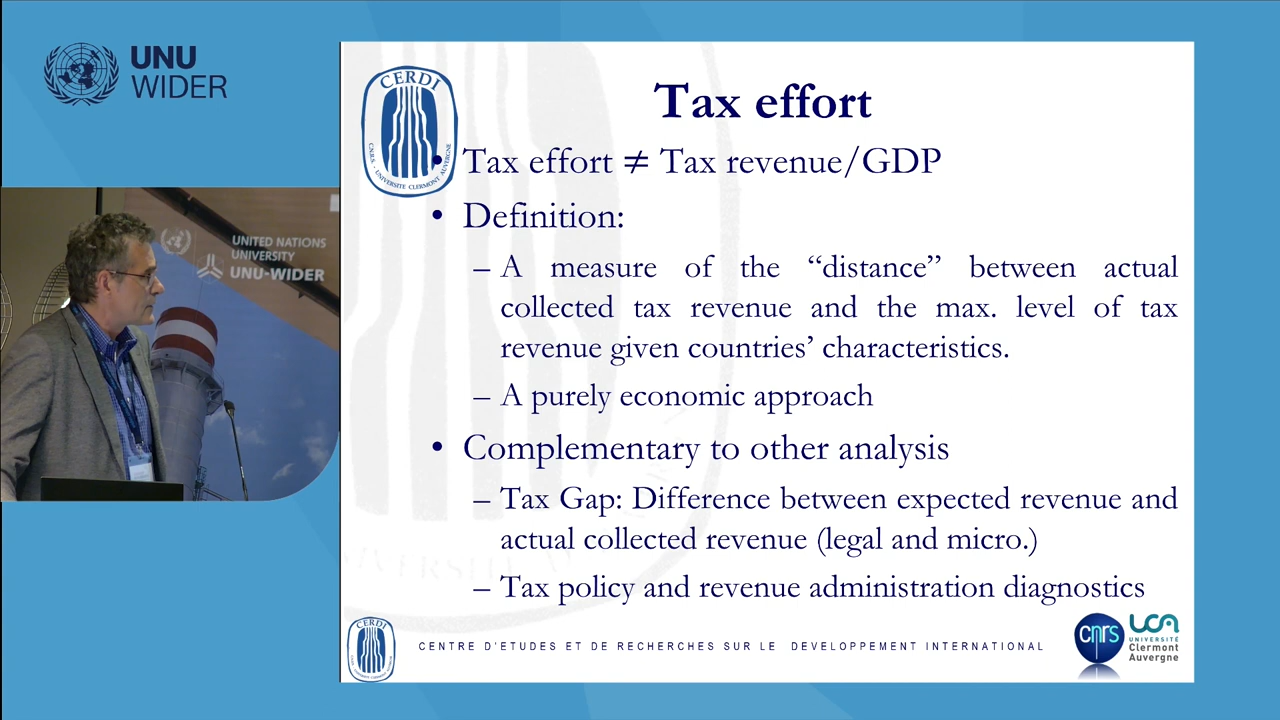 UNU
WIDER
UNITED NATIONS
UNIVERSITY
UNU-WIDER
CERDI
C.N.R.S - UNIVERSITE CLERMONT AUVERGNE
Tax effort
• Tax effort ≠ Tax revenue/GDP
• Definition:
– A measure of the “distance” between actual
collected tax revenue and the max. level of tax
revenue given countries’ characteristics.
– A purely economic approach
• Complementary to other analysis
– Tax Gap: Difference between expected revenue and
actual collected revenue (legal and micro.)
– Tax policy and revenue administration diagnostics
CERDI
CENTRE D'ETUDES ET DE RECHERCHES SUR LE DEVELOPPEMENT INTERNATIONAL
cnrs
UCA
UNIVERSITÉ
Clermont
Auvergne